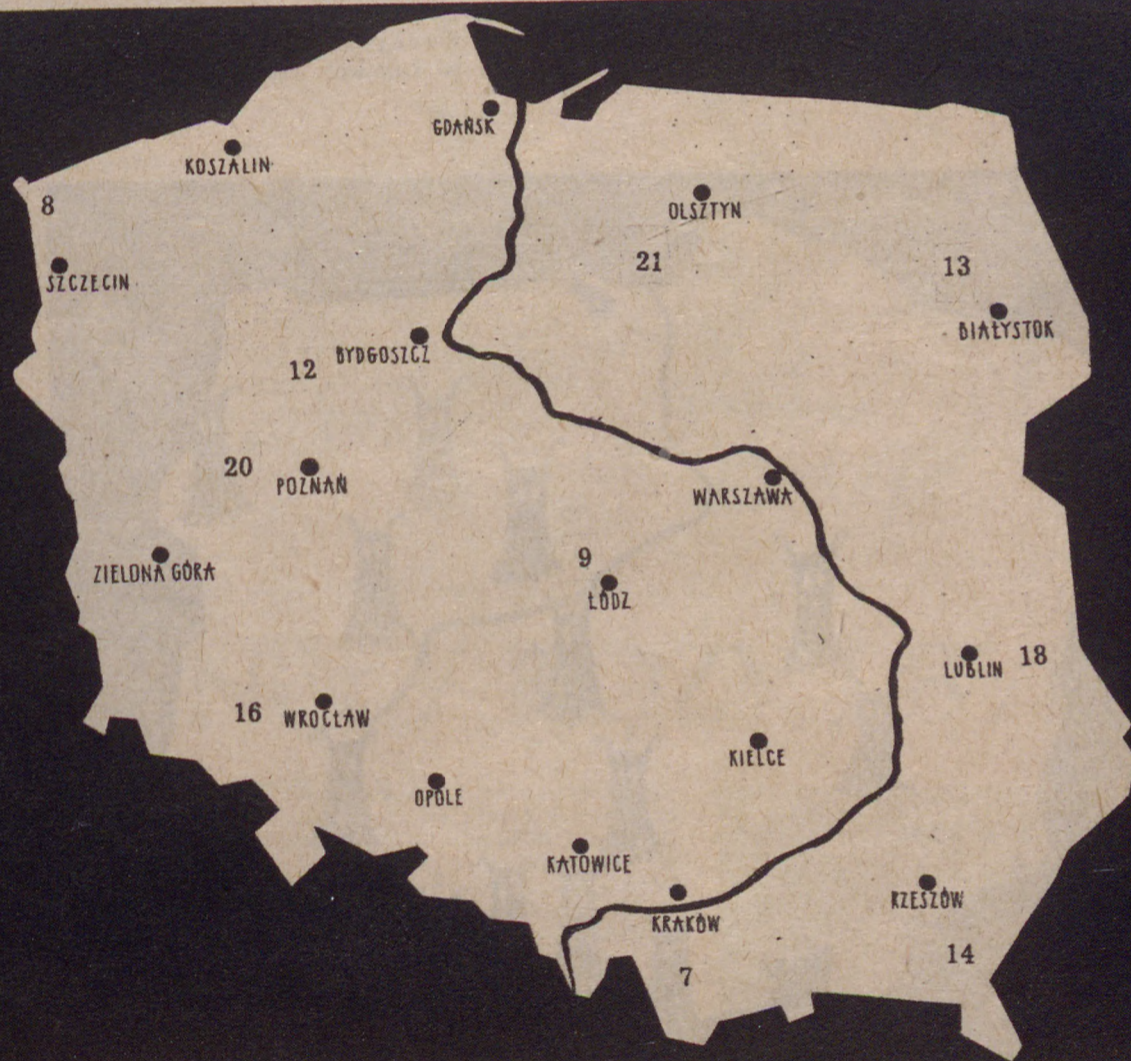 GDAŃSK
KOSZALIN
8
OLSZTYN
21
13
SZCZECIN
BIAŁYSTOK
BYDGOSZCZ
12
20
POZNAŃ
WARSZAWA
9
ZIELONA GÓRA
ŁÓDZ
LUBLIN 18
16 WROCŁAW
KIELCE
OPOLE
KATOWICE
RZESZÓW
KRAKÓW
14
7